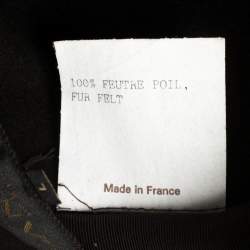 100% FEUTRE POIL,
FUR FELT
Made in France